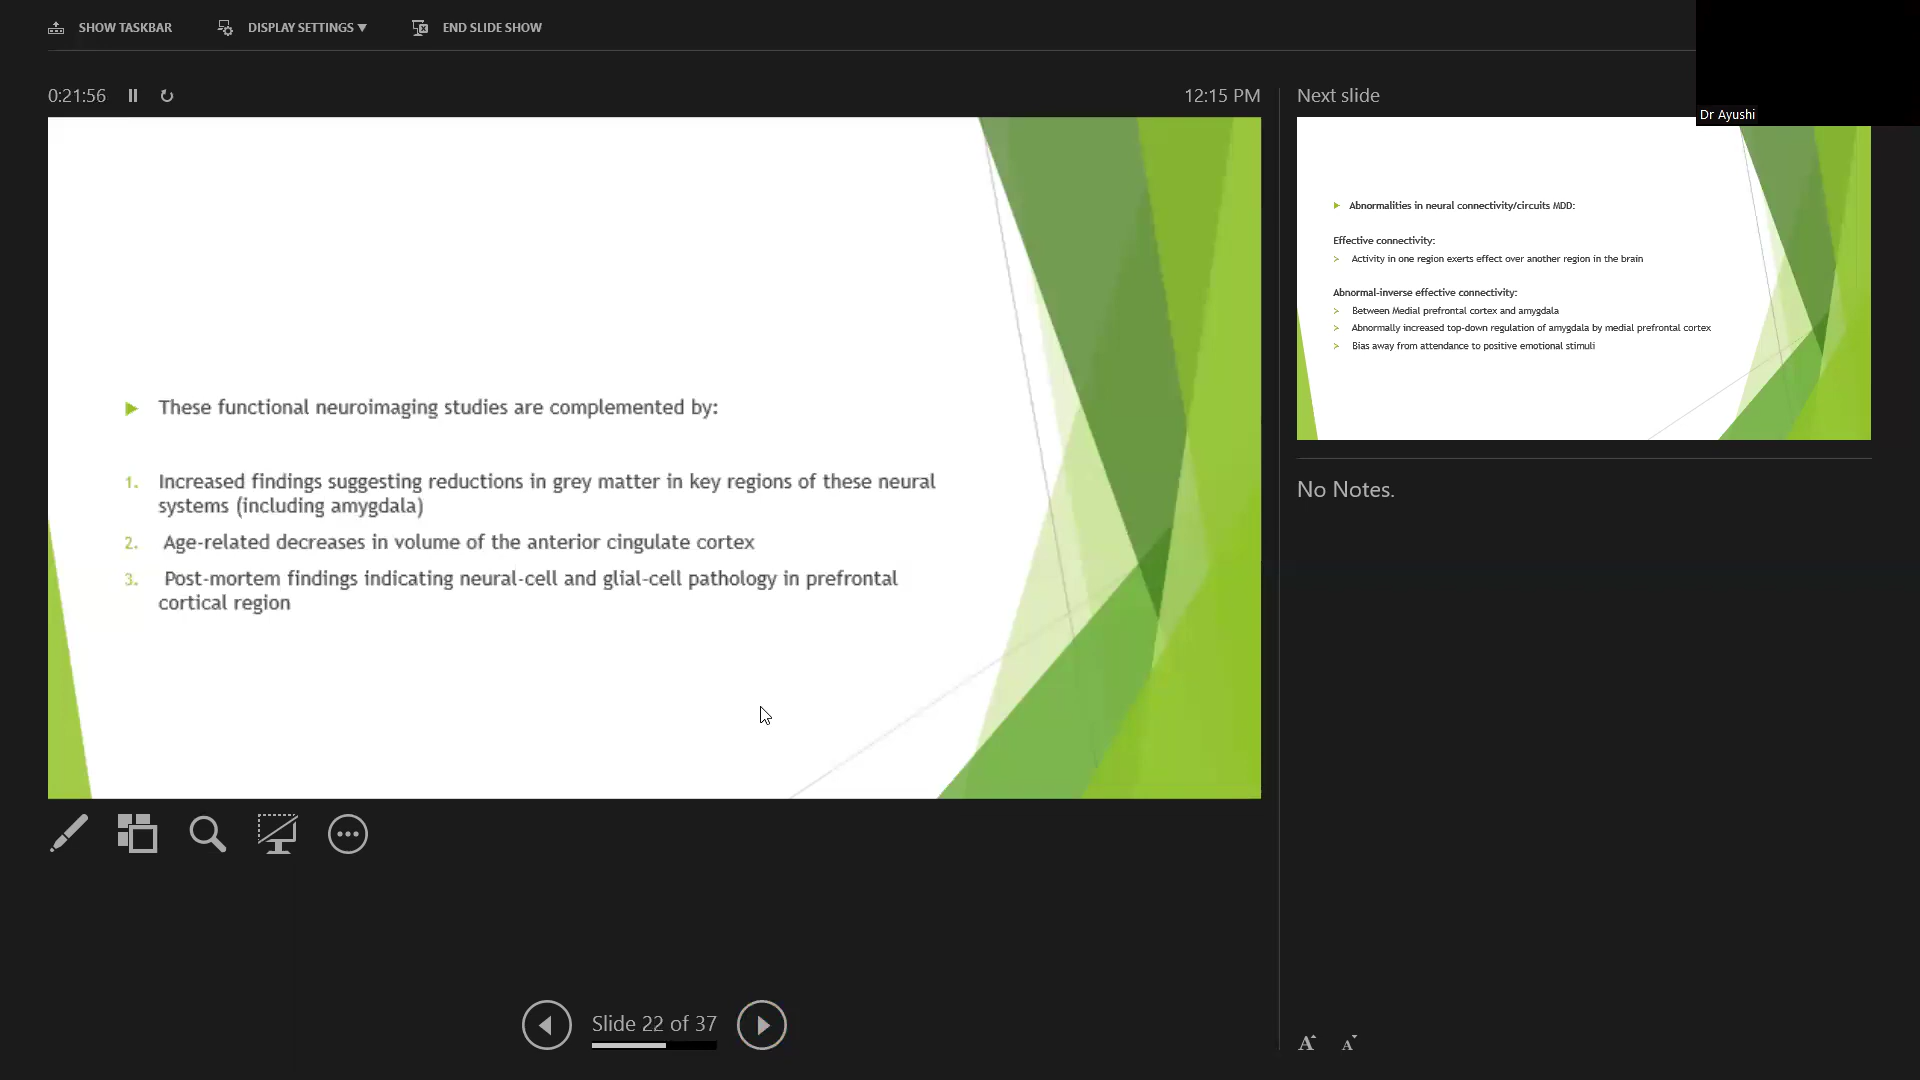 SHOW TASKBAR
DISPLAY SETTINGS
END SLIDE SHOW
0:21:56
12:15 PM
These functional neuroimaging studies are complemented by:
1. Increased findings suggesting reductions in grey matter in key regions of these neural
systems (including amygdala)
2. Age-related decreases in volume of the anterior cingulate cortex
3. Post-mortem findings indicating neural-cell and glial-cell pathology in prefrontal
cortical region
Slide 22 of 37
Next slide
Dr Ayushi
Abnormalities in neural connectivity/circuits MDD:
Effective connectivity:
Activity in one region exerts effect over another region in the brain
Abnormal-inverse effective connectivity:
Between Medial prefrontal cortex and amygdala
Abnormally increased top-down regulation of amygdala by medial prefrontal cortex
Bias away from attendance to positive emotional stimuli
No Notes.
A A